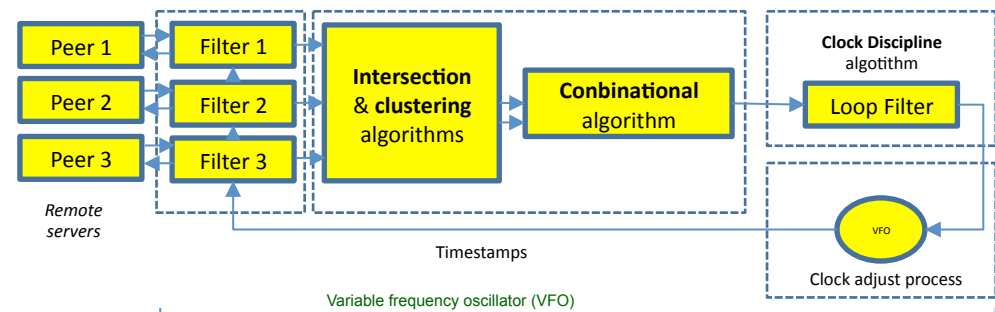 Peer 1
Filter 1
Peer 2
Filter 2
Peer 3
Filter 3
Remote
servers
Intersection
& clustering
algorithms
Conbinational
algorithm
Clock Discipline
algotithm
Loop Filter
VFO
Clock adjust process
Timestamps
Variable frequency oscillator (VFO)